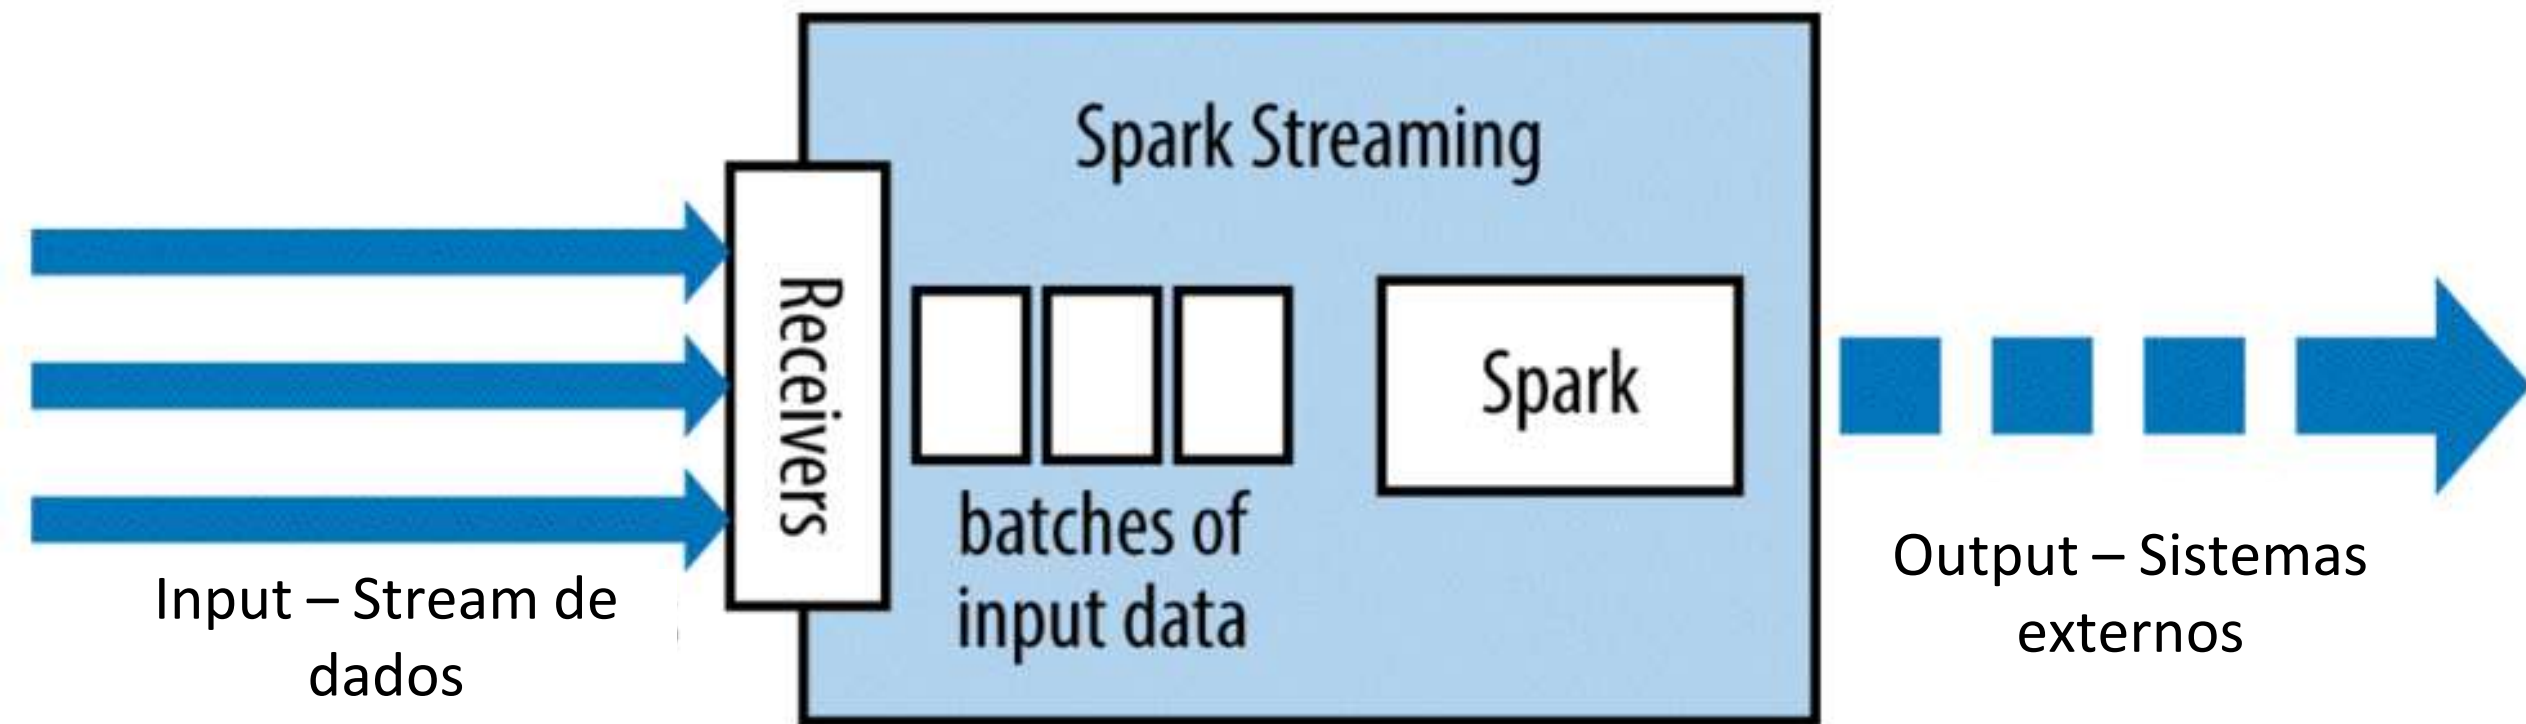 Spark Streaming
Receivers
batches of
input data
Spark
Input – Stream de
dados
Output – Sistemas
externos